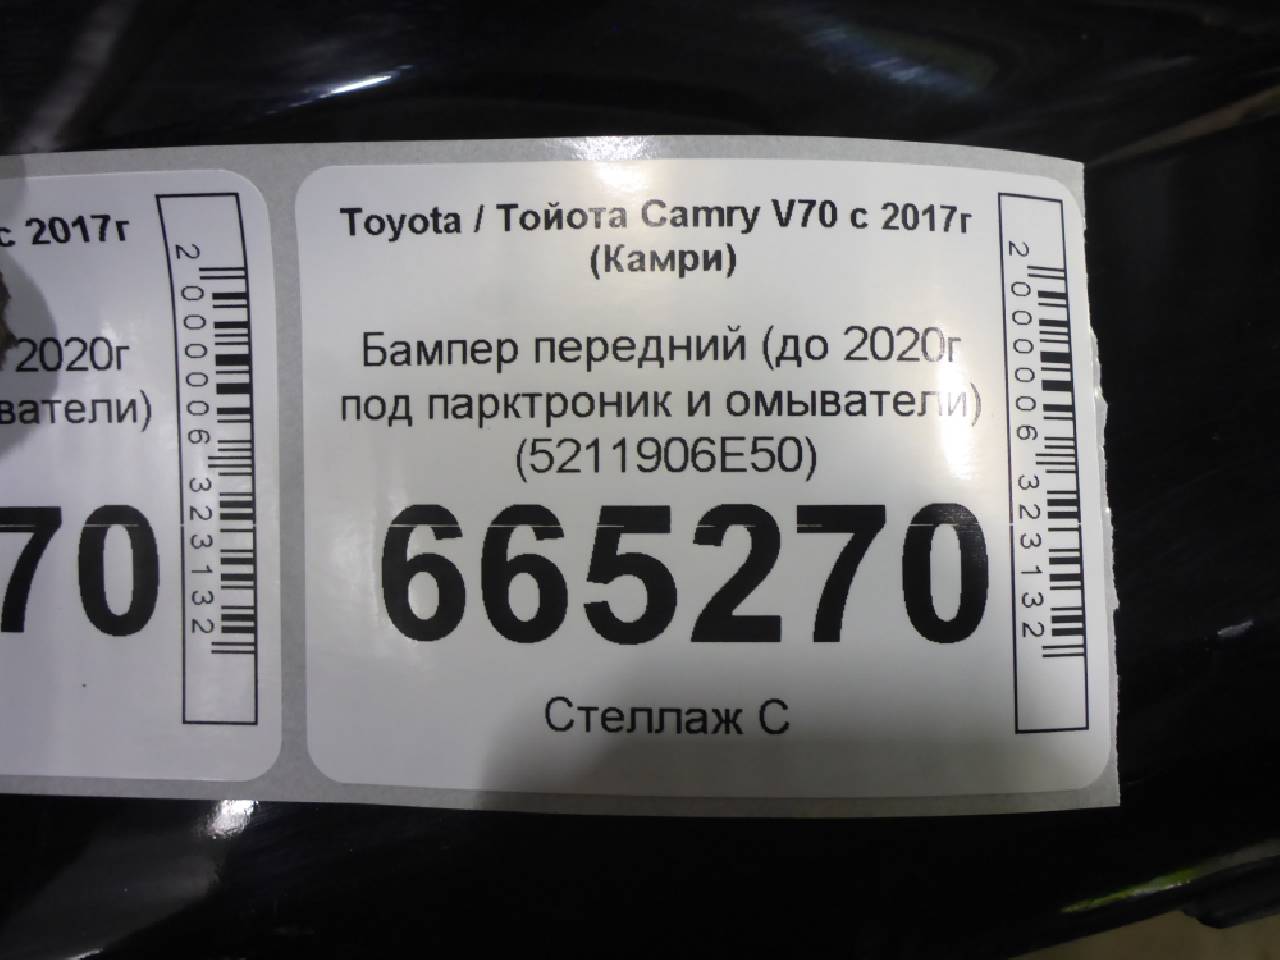 с 2017г
2020г
ватели)
70
2000006323132
Toyota / Тойота Camry V70 с 2017г
(Камри)
Бампер передний (до 2020г
под парктроник и омыватели)
(5211906E50)
665270
Стеллаж С
2000006323132